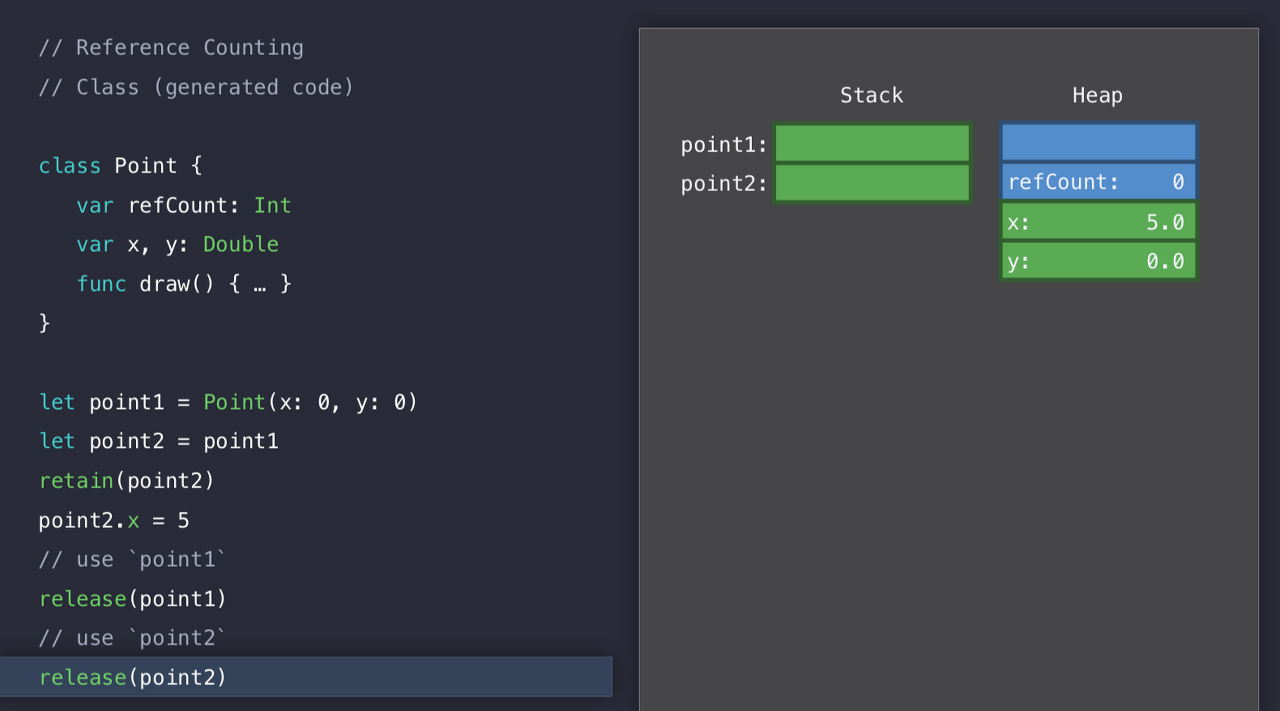 // Reference Counting
// Class (generated code)
class Point {
var refCount: Int
var x, y: Double
func draw() { … }
}
let point1 = Point(x: 0, y: 0)
let point2 = point1
retain(point2)
point2.x = 5
// use `point1`
release(point1)
// use `point2`
release(point2)
Stack
Heap
point1:
point2:
refCount: 0
x: 5.0
y: 0.0